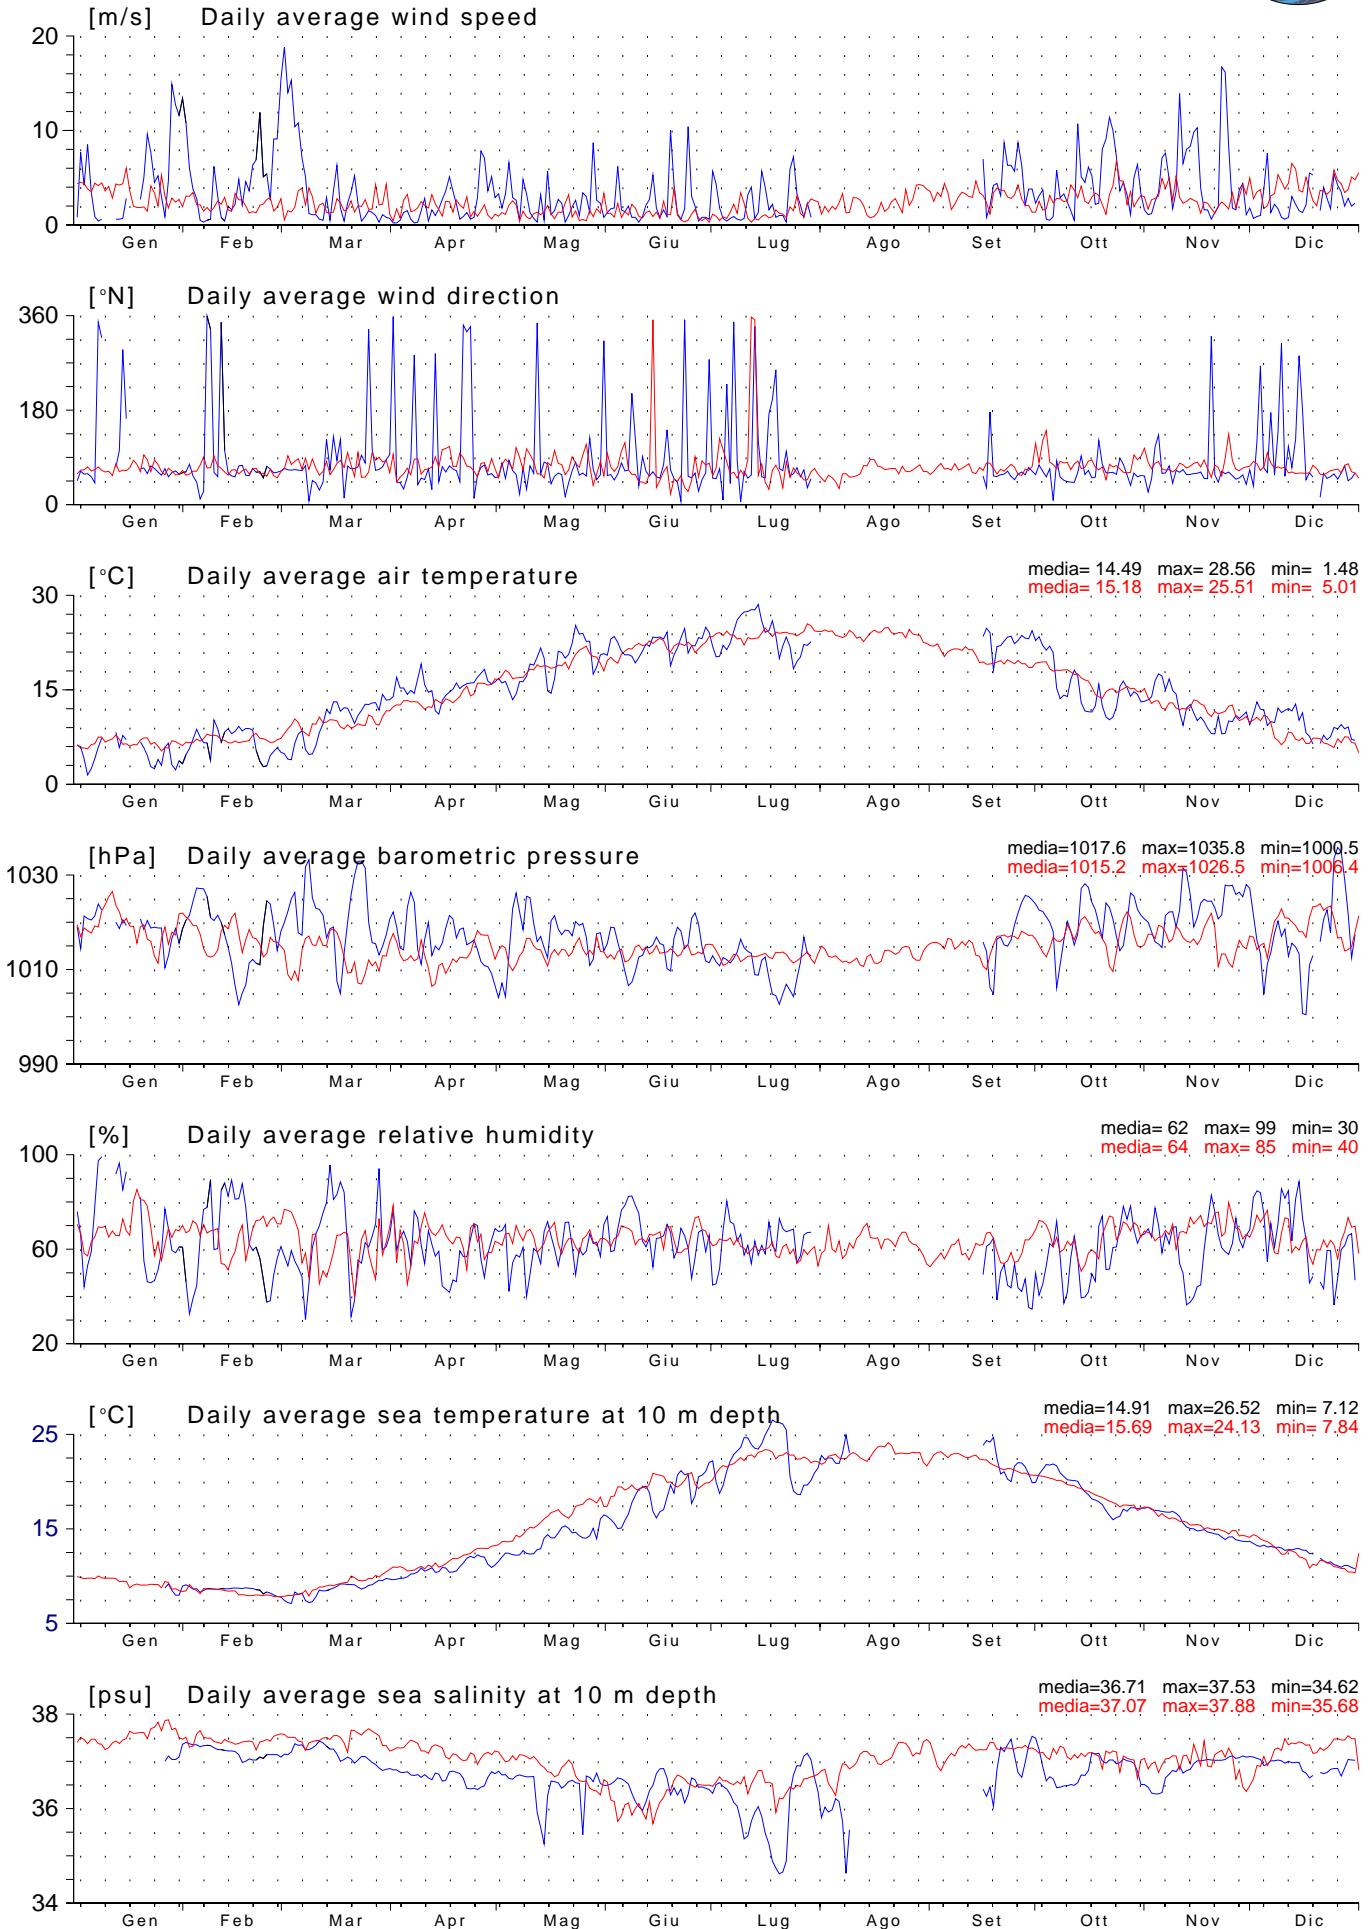 [m/s] Daily average wind speed
20
10
0
Gen Feb Mar Apr Mag Giu Lug Ago Set Ott Nov Dic
[°N] Daily average wind direction
360
180
0
Gen Feb Mar Apr Mag Giu Lug Ago Set Ott Nov Dic
[°C] Daily average air temperature
media= 14.49 max= 28.56 min= 1.48
media= 15.18 max= 25.51 min= 5.01
30
15
0
Gen Feb Mar Apr Mag Giu Lug Ago Set Ott Nov Dic
[hPa] Daily average barometric pressure
media=1017.6 max=1035.8 min=1000.5
media=1015.2 max=1026.5 min=1006.4
1030
1010
990
Gen Feb Mar Apr Mag Giu Lug Ago Set Ott Nov Dic
[%] Daily average relative humidity
media= 62 max= 99 min= 30
media= 64 max= 85 min= 40
100
60
20
Gen Feb Mar Apr Mag Giu Lug Ago Set Ott Nov Dic
[°C] Daily average sea temperature at 10 m depth
media=14.91 max=26.52 min= 7.12
media=15.69 max=24.13 min= 7.84
25
15
5
Gen Feb Mar Apr Mag Giu Lug Ago Set Ott Nov Dic
[psu] Daily average sea salinity at 10 m depth
media=36.71 max=37.53 min=34.62
media=37.07 max=37.88 min=35.68
38
36
34
Gen Feb Mar Apr Mag Giu Lug Ago Set Ott Nov Dic